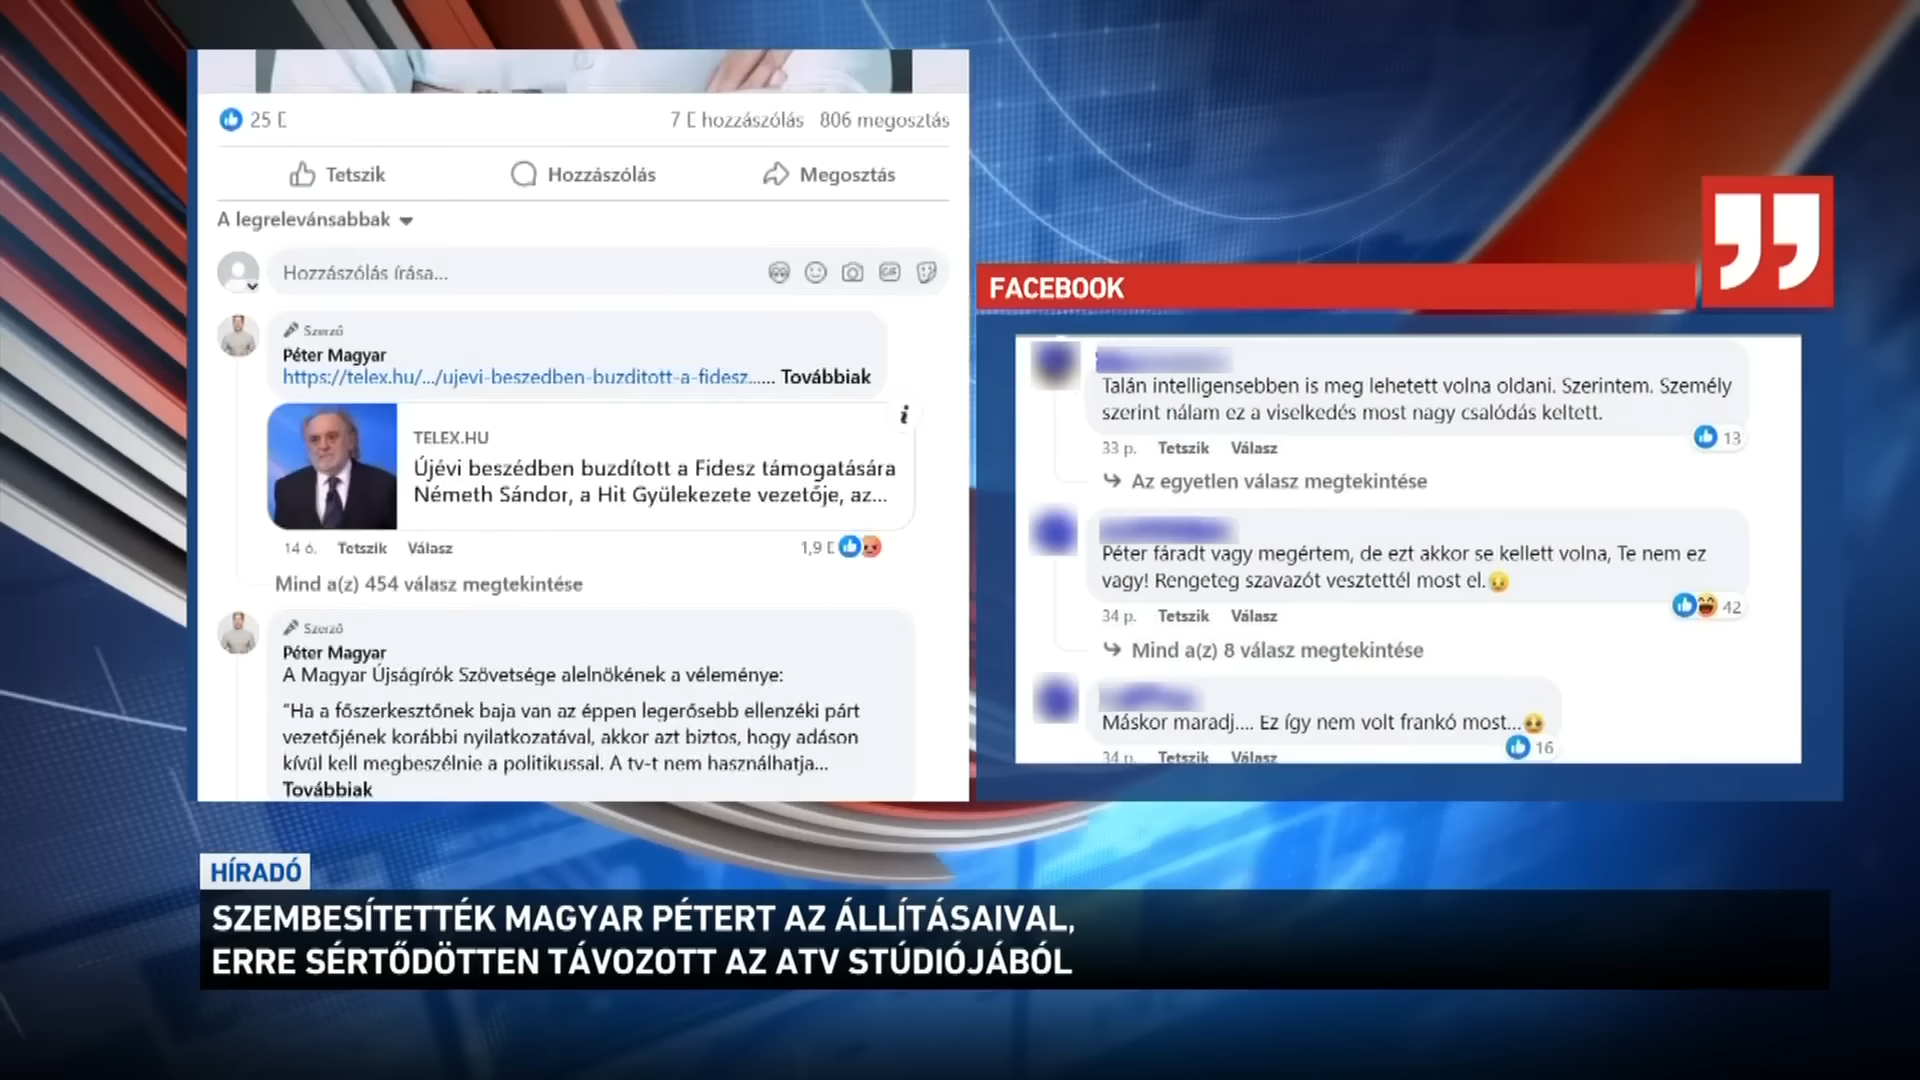 25 E
7 E hozzászólás 806 megosztás
Tetszik Hozzászólás Megosztás
A legrelevánsabbak
Hozzászólás írása...
GIF
Szerző
Péter Magyar
https://telex.hu/.../ujevi-beszedben-buzditott-a-fidesz...... Továbbiak
TELEX.HU
Újévi beszédben buzdított a Fidesz támogatására
Németh Sándor, a Hit Gyülekezete vezetője, az...
14 ó. Tetszik Válasz 1,9 E
Mind a(z) 454 válasz megtekintése
Szerző
Péter Magyar
A Magyar Újságírók Szövetsége alelnökének a véleménye:
"Ha a főszerkesztőnek baja van az éppen legerősebb ellenzéki párt
vezetőjének korábbi nyilatkozatával, akkor azt biztos, hogy adáson
kívül kell megbeszélnie a politikussal. A tv-t nem használhatja...
Továbbiak
FACEBOOK
Talán intelligensebben is meg lehetett volna oldani. Szerintem. Személy
szerint nálam ez a viselkedés most nagy csalódás keltett.
13
33 p. Tetszik Válasz
Az egyetlen válasz megtekintése
Péter fáradt vagy megértem, de ezt akkor se kellett volna, Te nem ez
vagy! Rengeteg szavazót vesztettél most el.
42
34 p. Tetszik Válasz
Mind a(z) 8 válasz megtekintése
Máskor maradj.... Ez így nem volt frankó most...
16
34 p. Tetszik Válasz
HÍRADÓ
SZEMBESÍTETTÉK MAGYAR PÉTERT AZ ÁLLÍTÁSAIVAL,
ERRE SÉRTŐDÖTTEN TÁVOZOTT AZ ATV STÚDIÓJÁBÓL